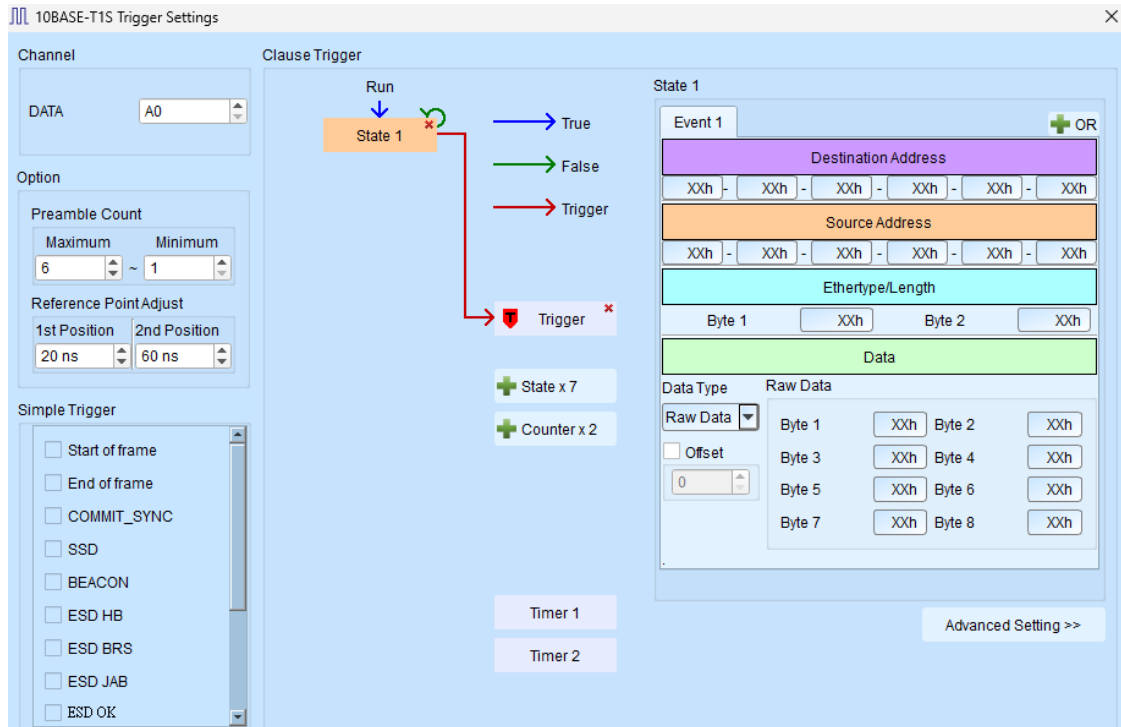 10BASE-T1S Trigger Settings
Channel
DATA A0
Option
Preamble Count
Maximum Minimum
6 ~ 1
Reference Point Adjust
1st Position 2nd Position
20 ns 60 ns
Simple Trigger
Start of frame
End of frame
COMMIT_SYNC
SSD
BEACON
ESD HB
ESD BRS
ESD JAB
ESD OK
Clause Trigger
Run
State 1
True
False
Trigger
T Trigger
State x 7
Counter x 2
Timer 1
Timer 2
State 1
Event 1 OR
Destination Address
XXh - XXh - XXh - XXh - XXh - XXh
Source Address
XXh - XXh - XXh - XXh - XXh - XXh
Ethertype/Length
Byte 1 XXh Byte 2 XXh
Data
Data Type Raw Data
Raw Data
Offset
0
Byte 1 XXh Byte 2 XXh
Byte 3 XXh Byte 4 XXh
Byte 5 XXh Byte 6 XXh
Byte 7 XXh Byte 8 XXh
.
Advanced Setting >>